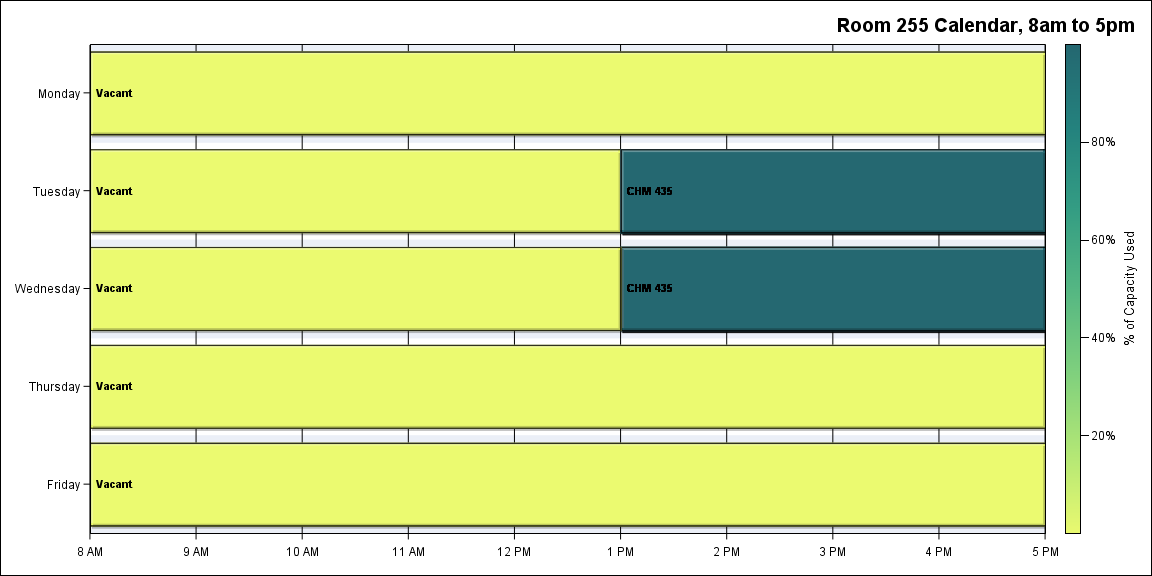 Room 255 Calendar, 8am to 5pm
Monday
Vacant
Tuesday
Vacant
CHM 435
Wednesday
Vacant
CHM 435
Thursday
Vacant
Friday
Vacant
8 AM 9 AM 10 AM 11 AM 12 PM 1 PM 2 PM 3 PM 4 PM 5 PM
80%
60%
40%
20%
% of Capacity Used